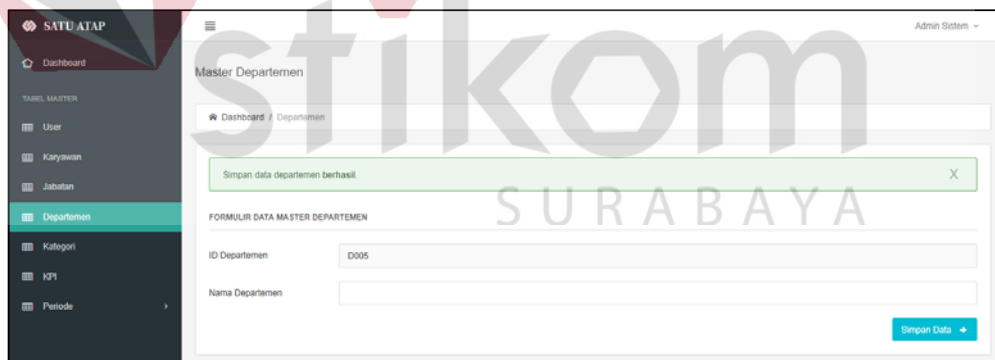 SATU ATAP
Admin Sistem
Dashboard
Master Departemen
TABEL MASTER
Dashboard / Departemen
User
Karyawan
Simpan data departemen berhasil.
X
Jabatan
Departemen
FORMULIR DATA MASTER DEPARTEMEN
Kategori
ID Departemen
D005
KPI
Nama Departemen
Periode
Simpan Data
stikom
SURABAYA